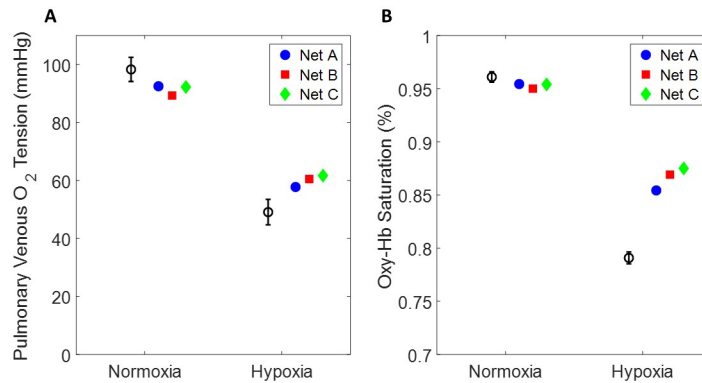 A
Pulmonary Venous O2 Tension (mmHg)
100
80
60
40
20
0
Normoxia
Hypoxia
Net A
Net B
Net C
B
Oxy-Hb Saturation (%)
0.95
0.9
0.85
0.8
0.75
0.7
Normoxia
Hypoxia
Net A
Net B
Net C